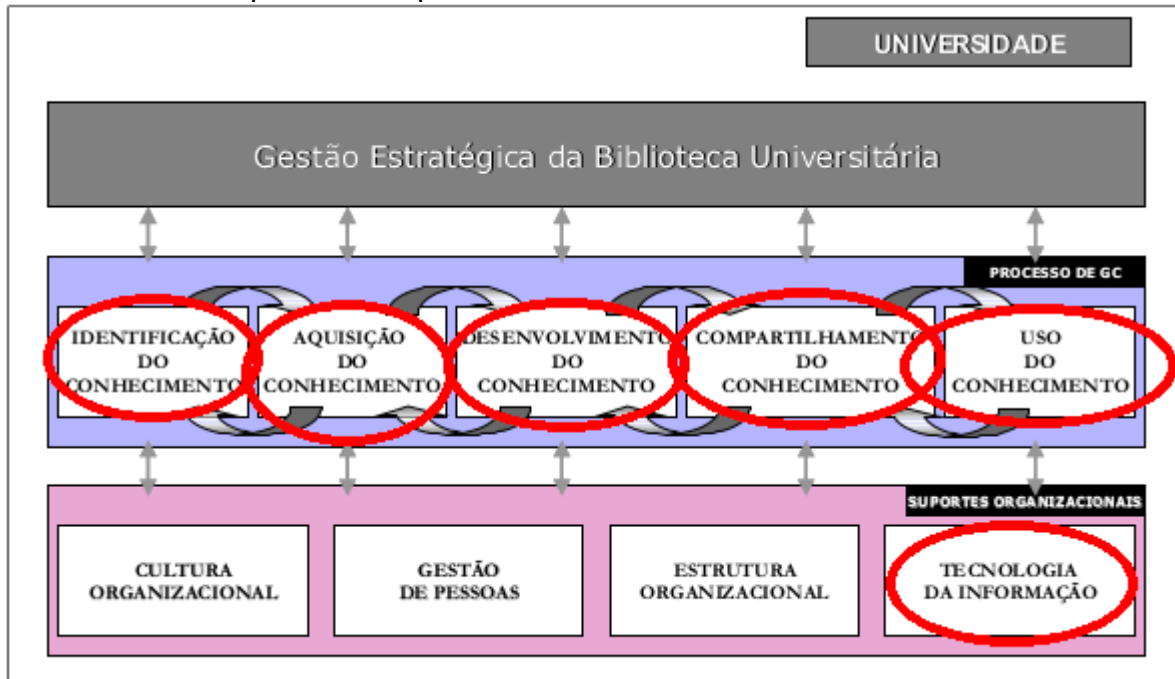 UNIVERSIDADE
Gestão Estratégica da Biblioteca Universitária
PROCESSO DE GC
IDENTIFICAÇÃO
DO
CONHECIMENTO
AQUISIÇÃO
DO
CONHECIMENTO
DESENVOLVIMENTO
DO
CONHECIMENTO
COMPARTILHAMENTO
DO
CONHECIMENTO
USO
DO
CONHECIMENTO
SUPORTES ORGANIZACIONAIS
CULTURA
ORGANIZACIONAL
GESTÃO
DE PESSOAS
ESTRUTURA
ORGANIZACIONAL
TECNOLOGIA
DA INFORMAÇÃO